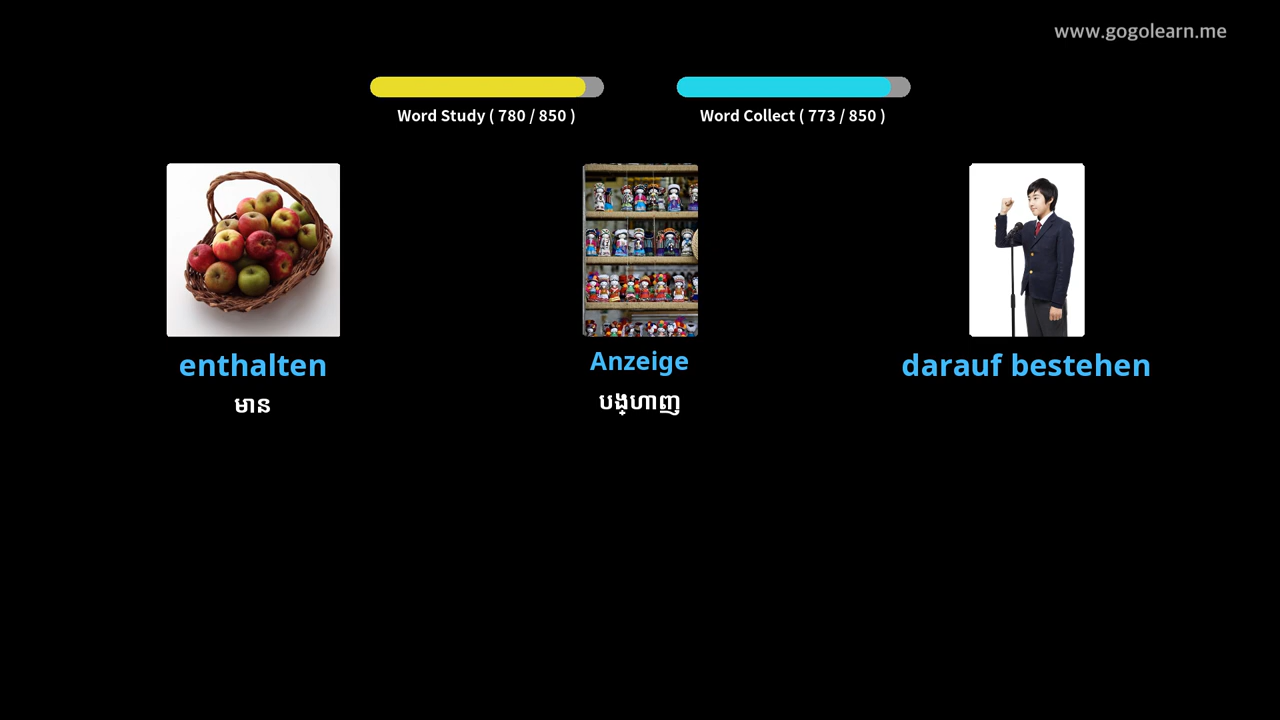 www.gogolearn.me
Word Study ( 780 / 850 )
Word Collect ( 773 / 850 )
enthalten
Anzeige
darauf bestehen
មាន
បង្ហាញ